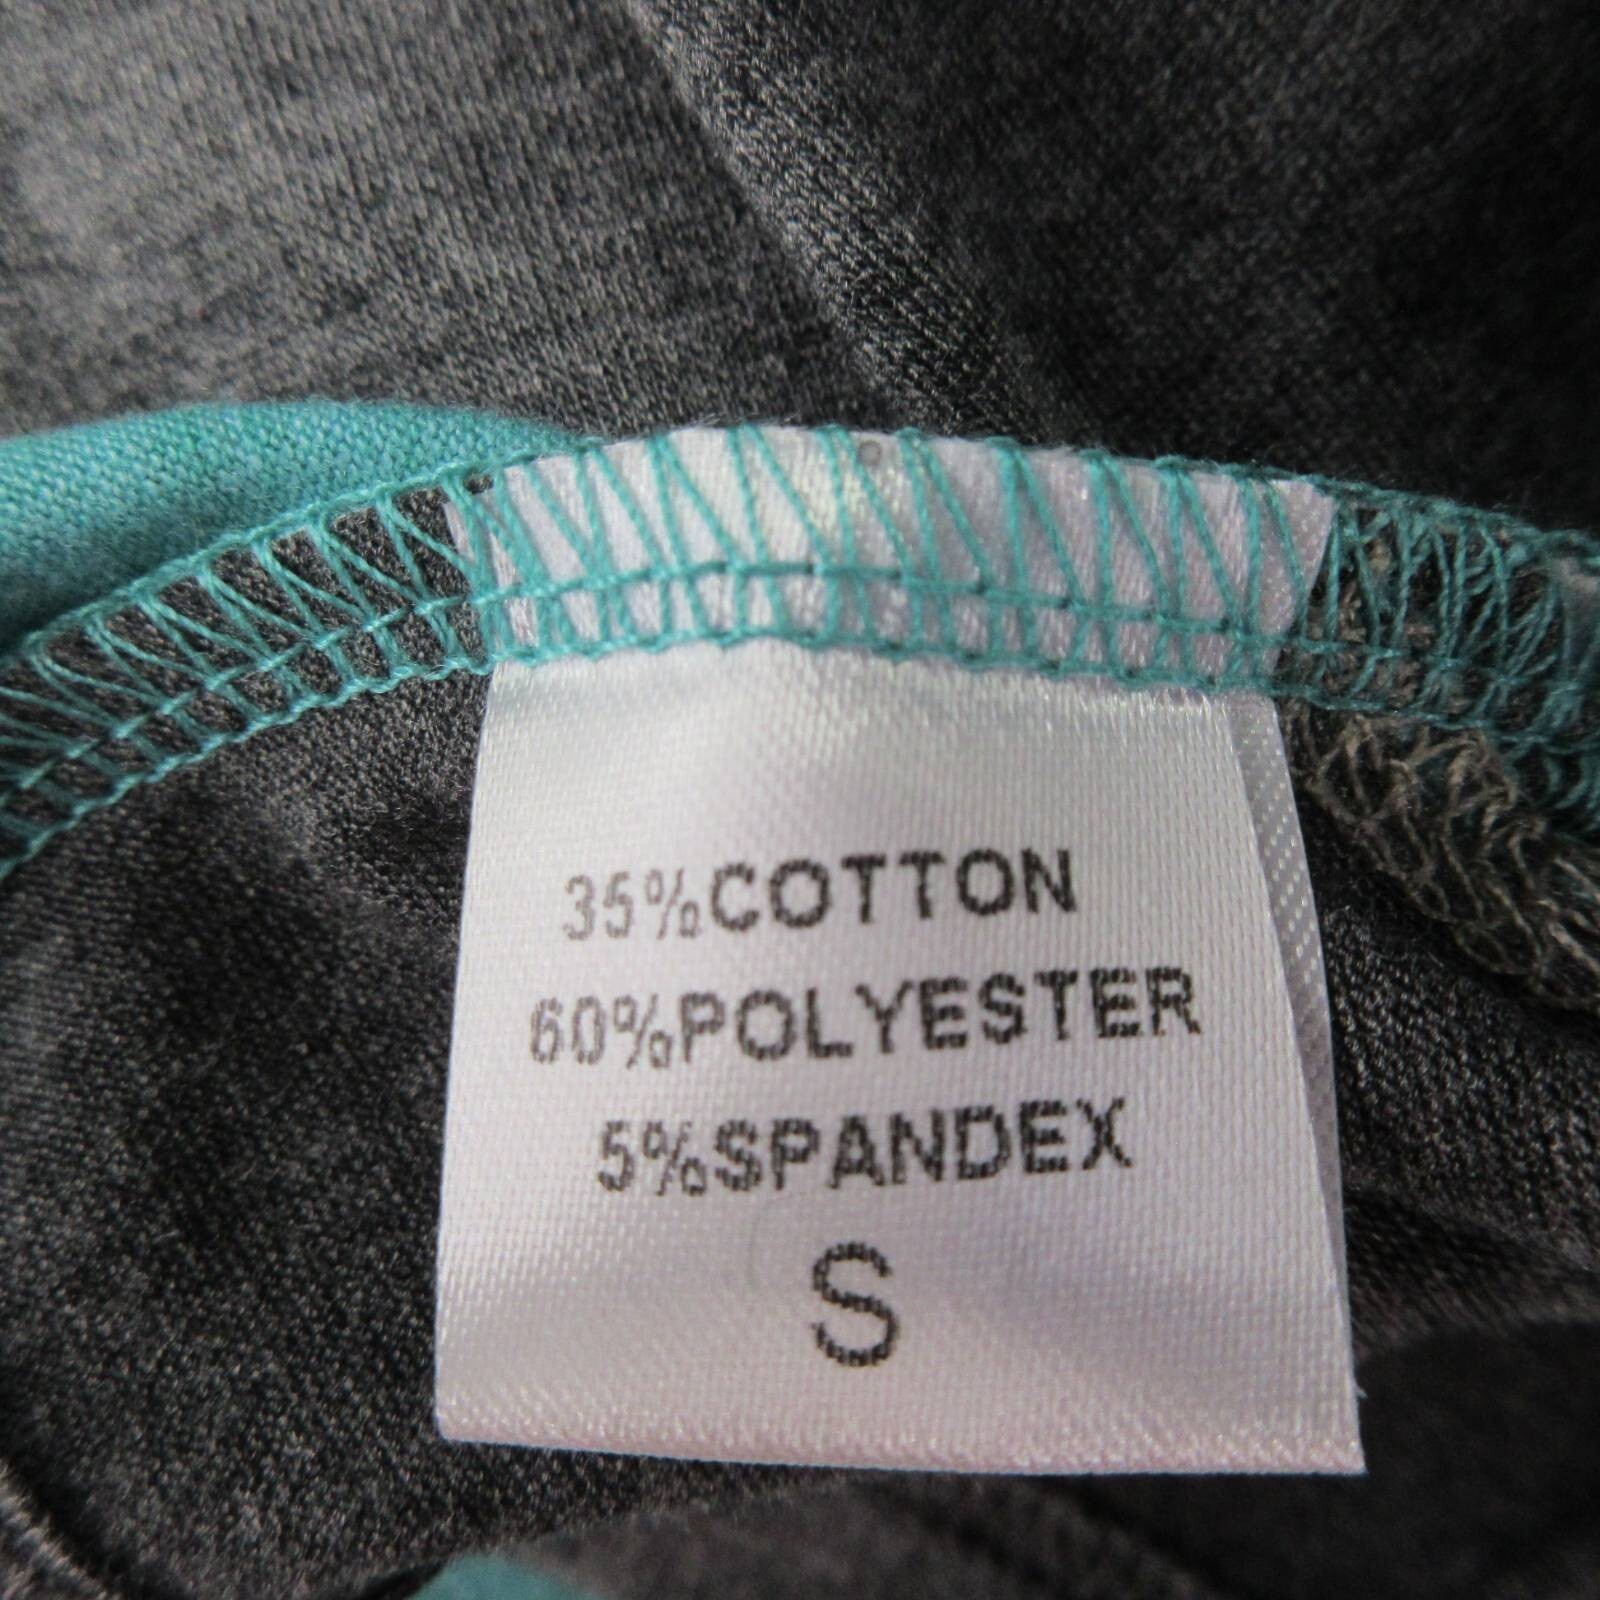 35%COTTON
60%POLYESTER
5%SPANDEX
S